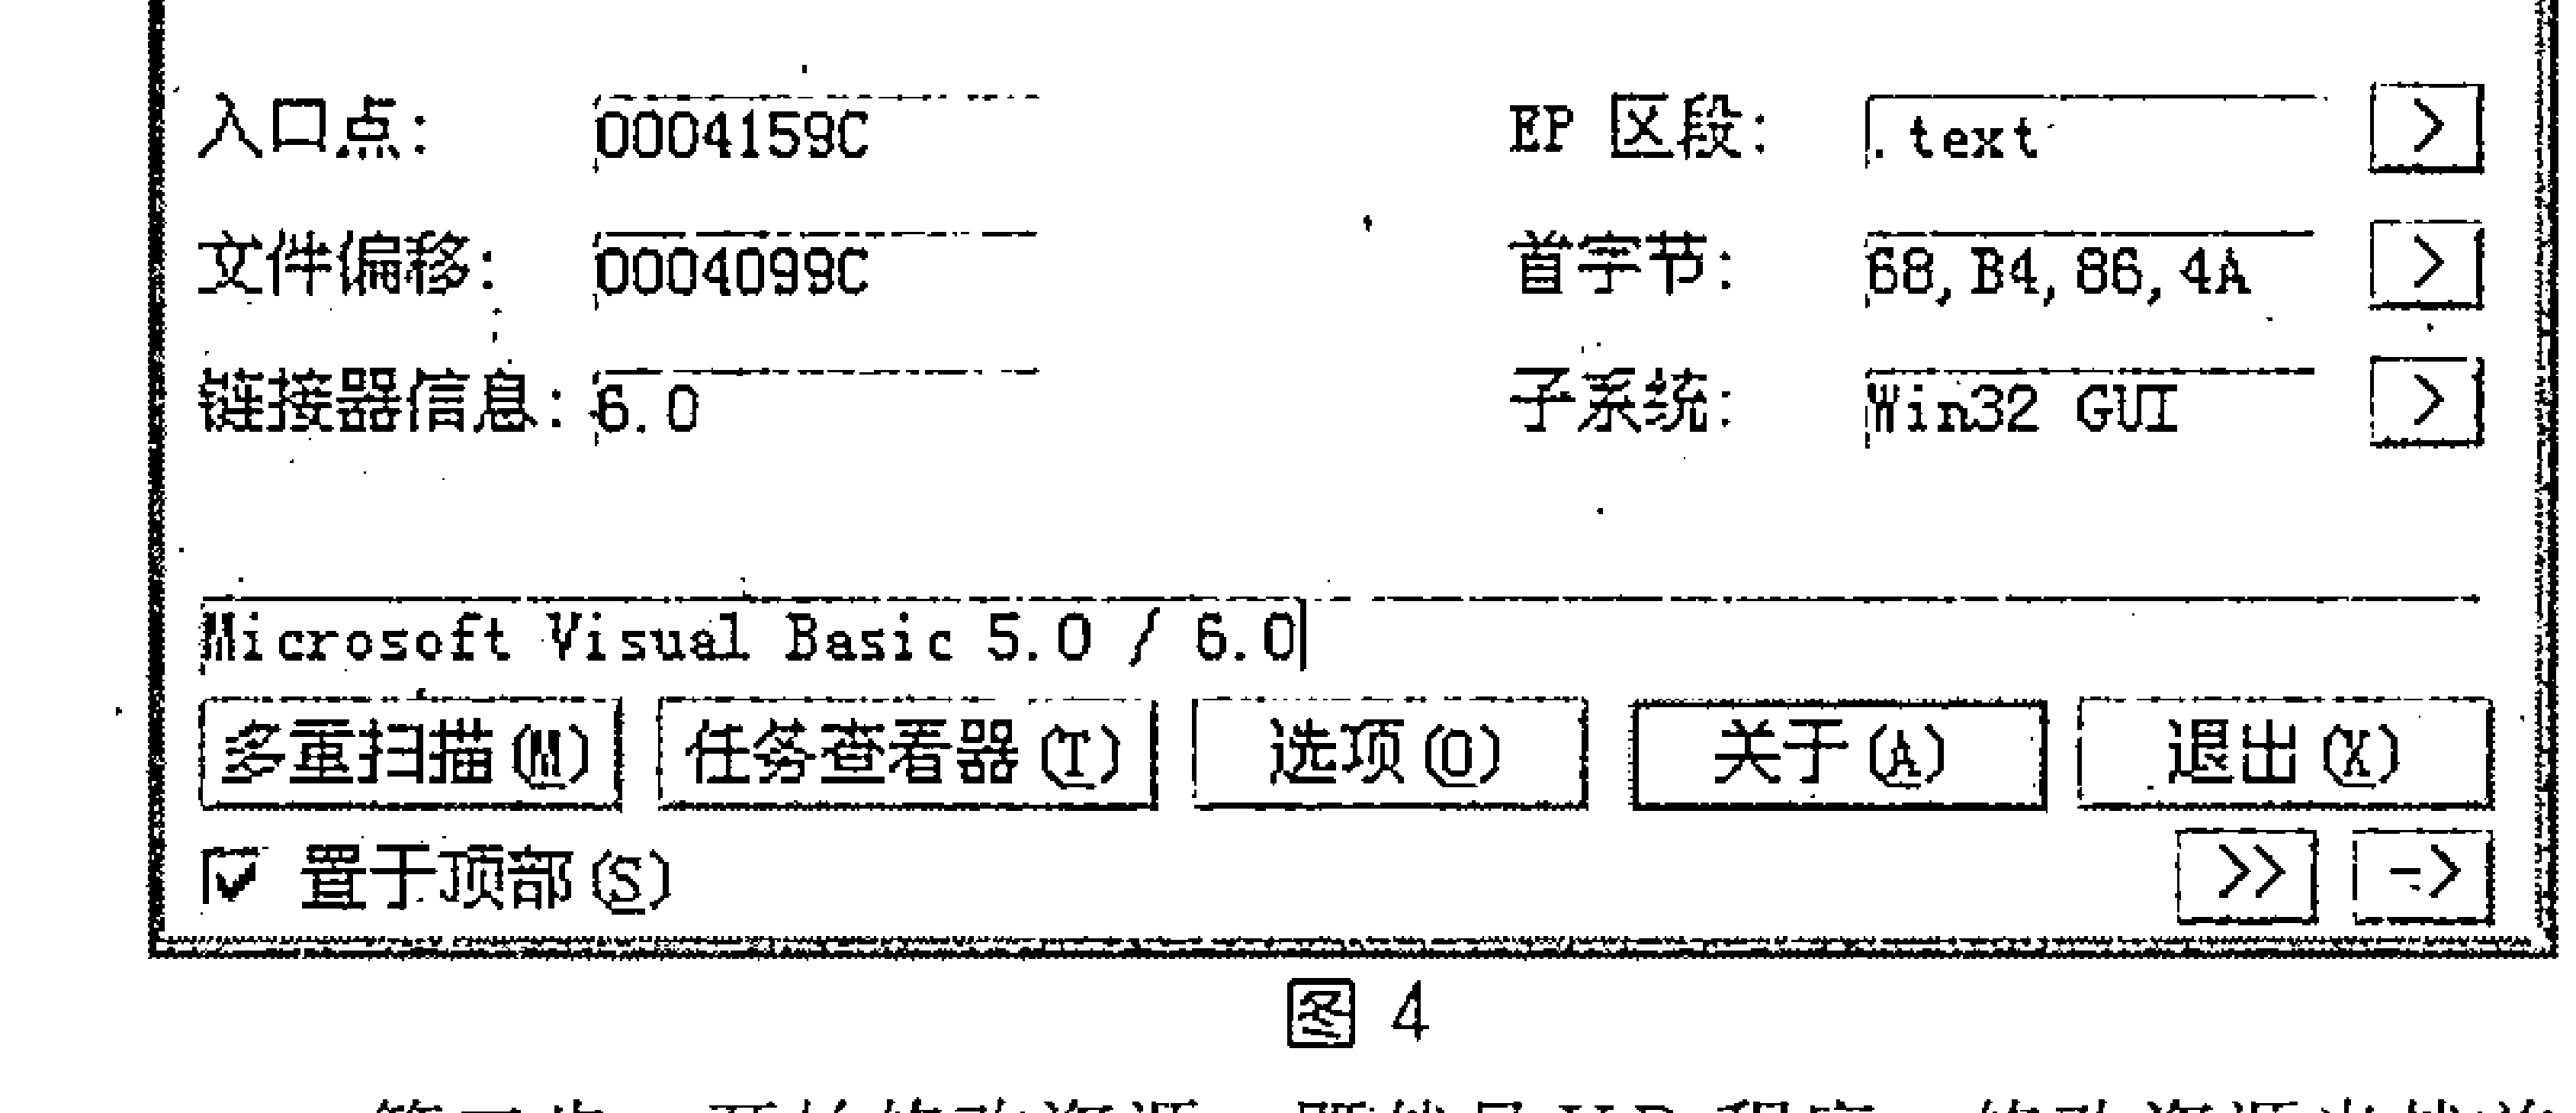 入口点: 0004159C EP 区段: .text >
文件偏移: 0004099C 首字节: 68,B4,86,4A >
链接器信息: 6.0 子系统: Win32 GUI >
Microsoft Visual Basic 5.0 / 6.0
多重扫描(M) 任务查看器(T) 选项(O) 关于(A) 退出(X)
置于顶部(S) >> ->
图 4